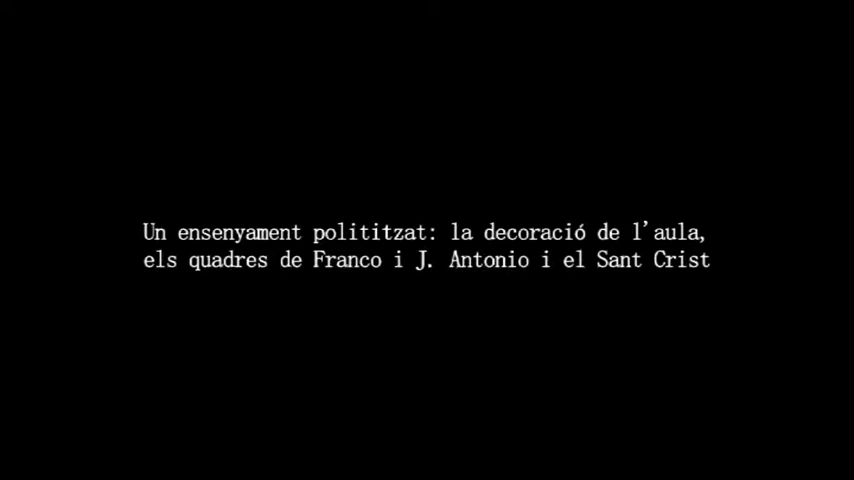 Un ensenyament polititzat: la decoració de l'aula,
els quadres de Franco i J. Antonio i el Sant Crist